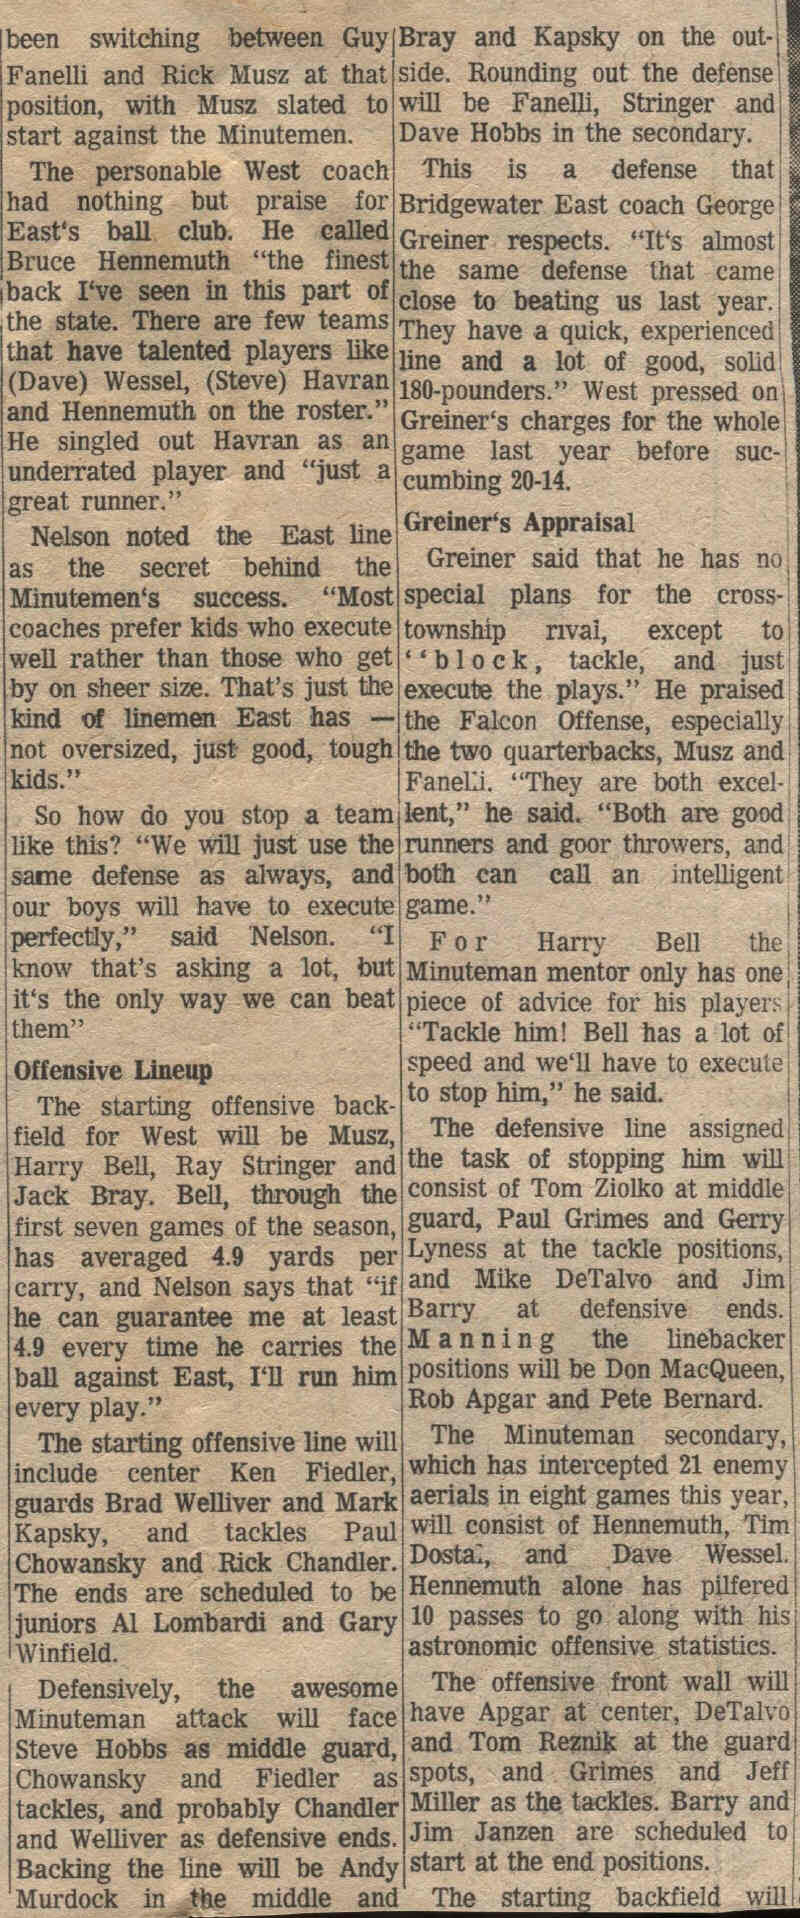 been switching between Guy
Fanelli and Rick Musz at that
position, with Musz slated to
start against the Minutemen.
The personable West coach
had nothing but praise for
East's ball club. He called
Bruce Hennemuth “the finest
back I've seen in this part of
the state. There are few teams
that have talented players like
(Dave) Wessel, (Steve) Havran
and Hennemuth on the roster.”
He singled out Havran as an
underrated player and “just a
great runner.”
Nelson noted the East line
as the secret behind the
Minutemen's success. “Most
coaches prefer kids who execute
well rather than those who get
by on sheer size. That's just the
kind of linemen East has —
not oversized, just good, tough
kids.”
So how do you stop a team
like this? “We will just use the
same defense as always, and
our boys will have to execute
perfectly,” said Nelson. “I
know that's asking a lot, but
it's the only way we can beat
them”
Offensive Lineup
The starting offensive back-
field for West will be Musz,
Harry Bell, Ray Stringer and
Jack Bray. Bell, through the
first seven games of the season,
has averaged 4.9 yards per
carry, and Nelson says that “if
he can guarantee me at least
4.9 every time he carries the
ball against East, I'll run him
every play.”
The starting offensive line will
include center Ken Fiedler,
guards Brad Welliver and Mark
Kapsky, and tackles Paul
Chowansky and Rick Chandler.
The ends are scheduled to be
juniors Al Lombardi and Gary
Winfield.
Defensively, the awesome
Minuteman attack will face
Steve Hobbs as middle guard,
Chowansky and Fiedler as
tackles, and probably Chandler
and Welliver as defensive ends.
Backing the line will be Andy
Murdock in the middle and
Bray and Kapsky on the out-
side. Rounding out the defense
will be Fanelli, Stringer and
Dave Hobbs in the secondary.
This is a defense that
Bridgewater East coach George
Greiner respects. “It's almost
the same defense that came
close to beating us last year.
They have a quick, experienced
line and a lot of good, solid
180-pounders.” West pressed on
Greiner's charges for the whole
game last year before suc-
cumbing 20-14.
Greiner's Appraisal
Greiner said that he has no
special plans for the cross-
township rival, except to
“block, tackle, and just
execute the plays.” He praised
the Falcon Offense, especially
the two quarterbacks, Musz and
Fanelli. “They are both excel-
lent,” he said. “Both are good
runners and goor throwers, and
both can call an intelligent
game.”
For Harry Bell the
Minuteman mentor only has one
piece of advice for his players
“Tackle him! Bell has a lot of
speed and we'll have to execute
to stop him,” he said.
The defensive line assigned
the task of stopping him will
consist of Tom Ziolko at middle
guard, Paul Grimes and Gerry
Lyness at the tackle positions,
and Mike DeTalvo and Jim
Barry at defensive ends.
Manning the linebacker
positions will be Don MacQueen,
Rob Apgar and Pete Bernard.
The Minuteman secondary,
which has intercepted 21 enemy
aerials in eight games this year,
will consist of Hennemuth, Tim
Dostal, and Dave Wessel.
Hennemuth alone has pilfered
10 passes to go along with his
astronomic offensive statistics.
The offensive front wall will
have Apgar at center, DeTalvo
and Tom Reznik at the guard
spots, and Grimes and Jeff
Miller as the tackles. Barry and
Jim Janzen are scheduled to
start at the end positions.
The starting backfield will